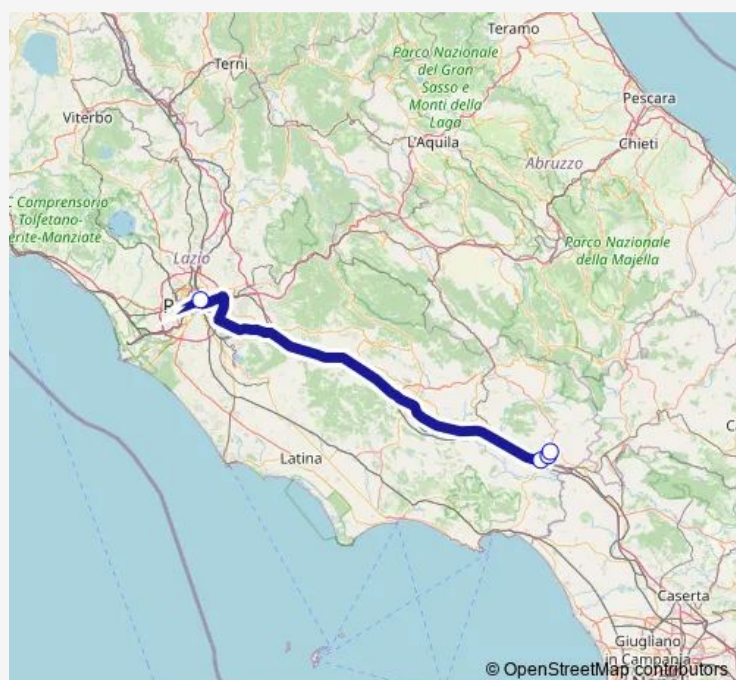 Teramo
Parco Nazionale
del Gran
Sasso e
Monti della
Laga
Terni
Pescara
Viterbo
L'Aquila
Chieti
Abruzzo
C Comprensorio
Tolfetano-
erite-Manziate
Parco Nazionale
della Majella
Lazio
R
Latina
Ca
Caserta
Giugliano
in Campania
© OpenStreetMap contributors